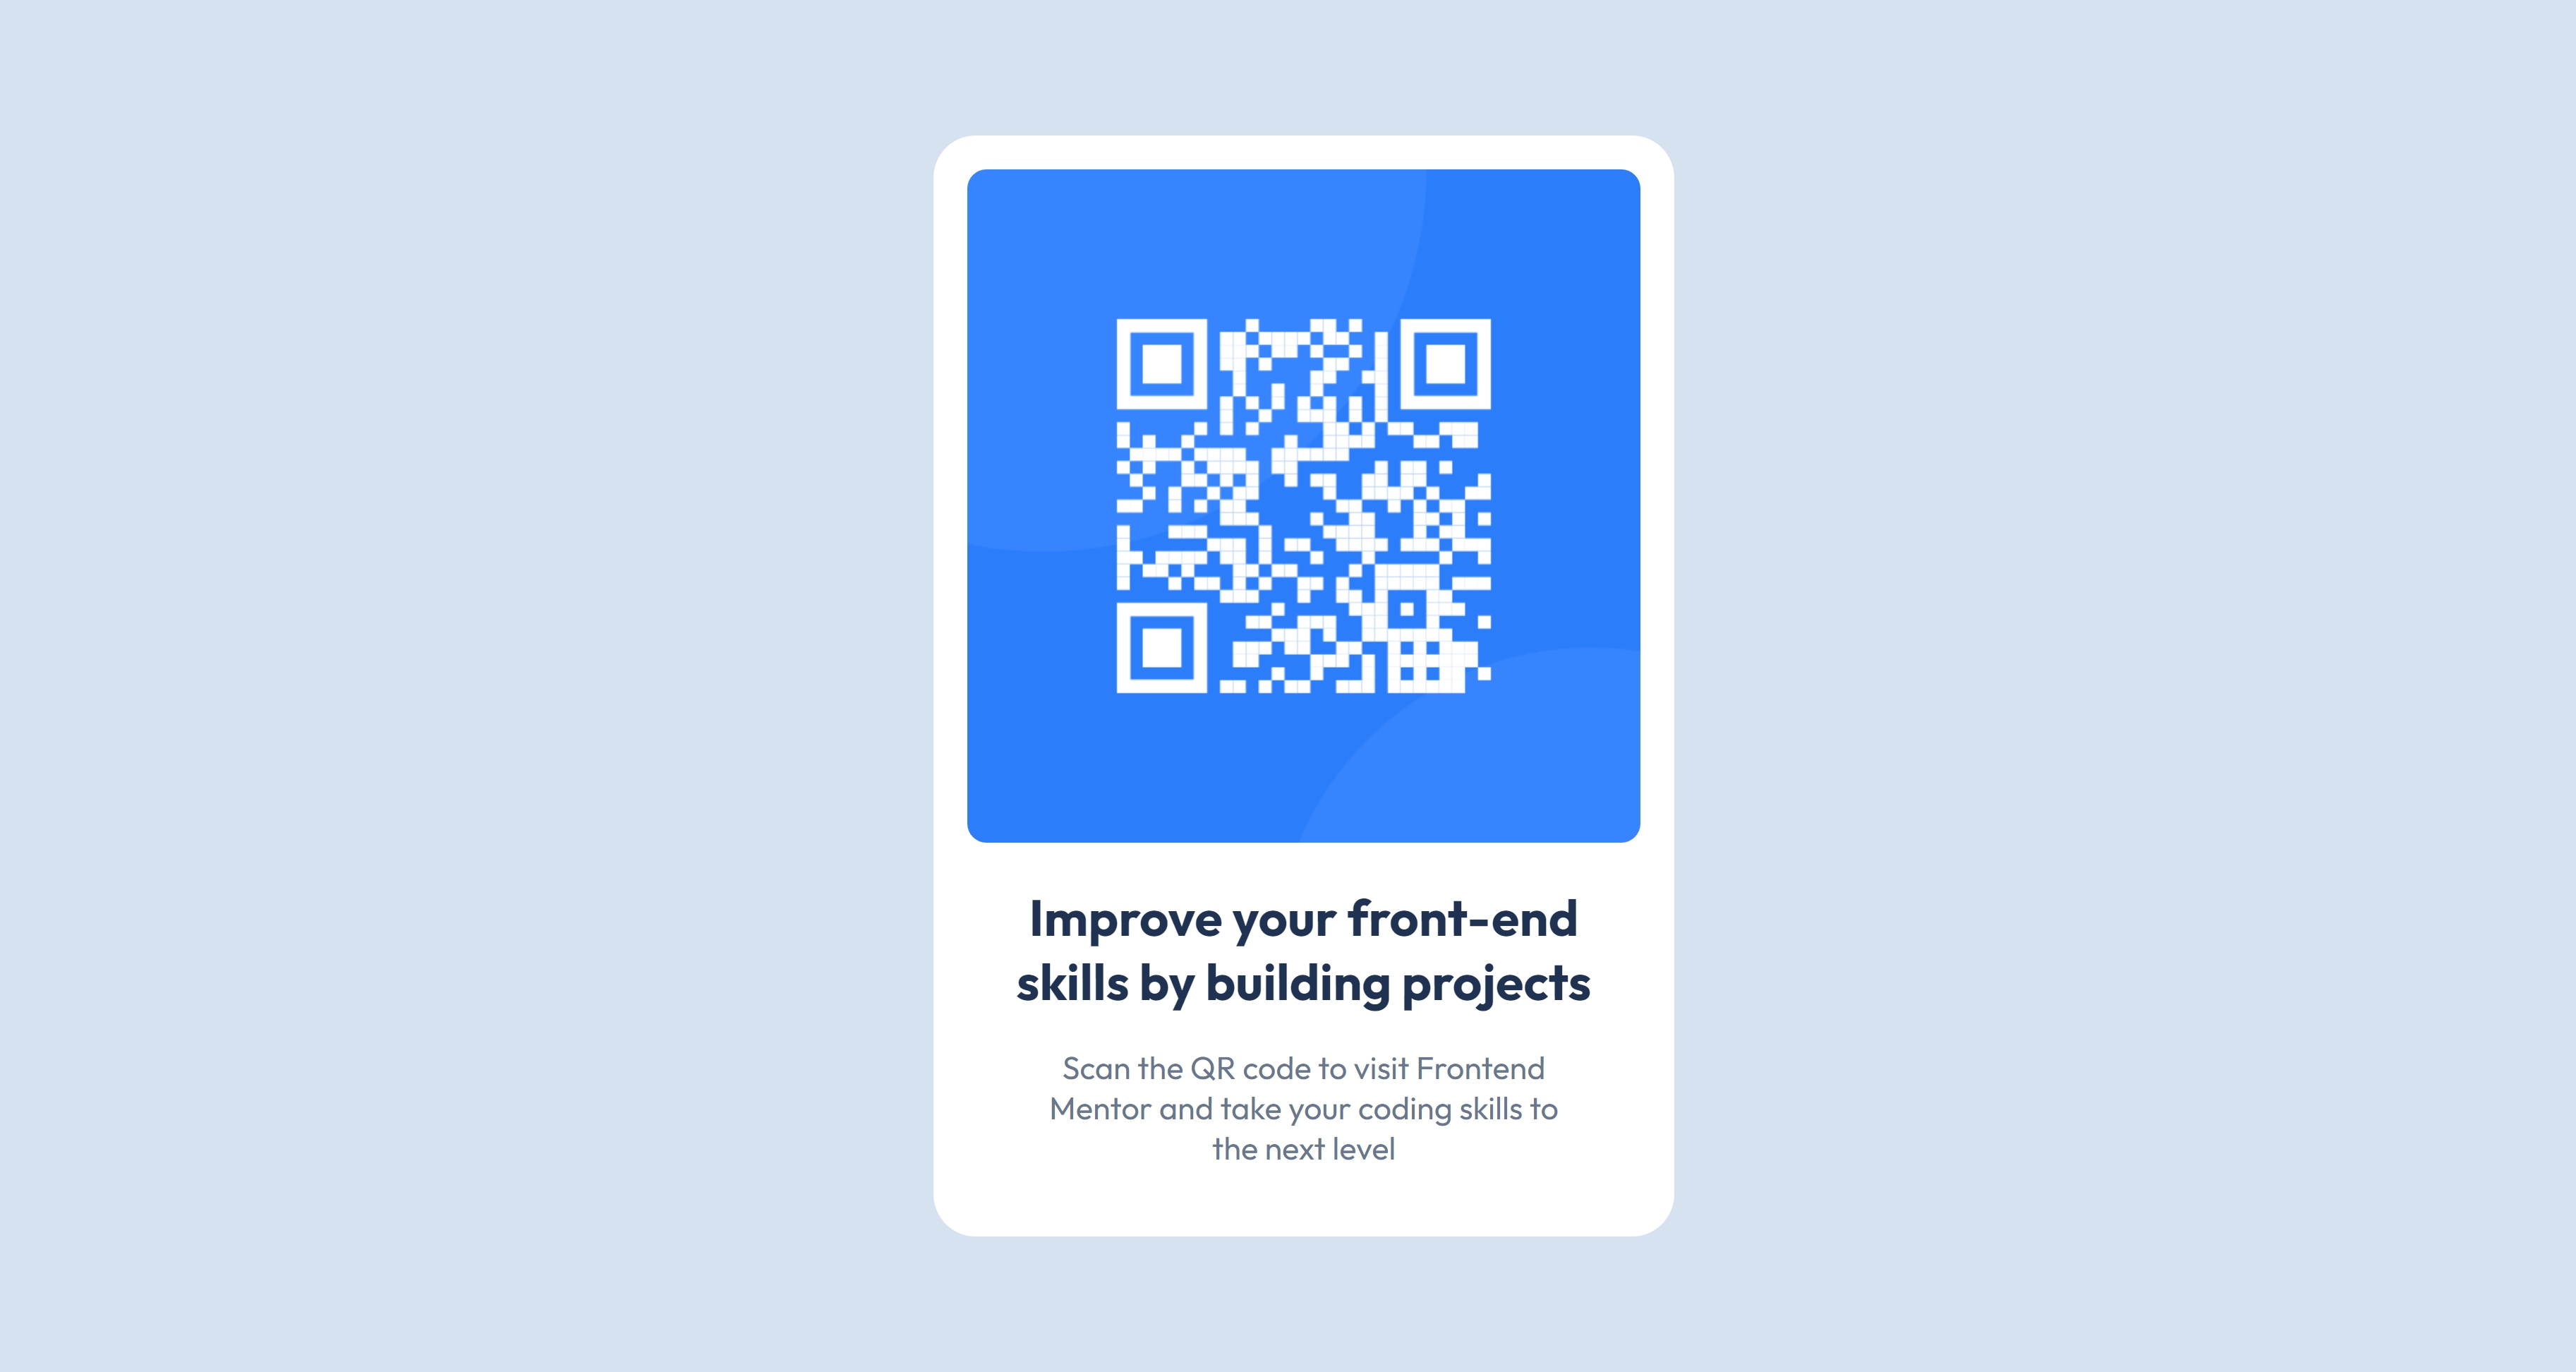 Improve your front-end
skills by building projects
Scan the QR code to visit Frontend
Mentor and take your coding skills to
the next level